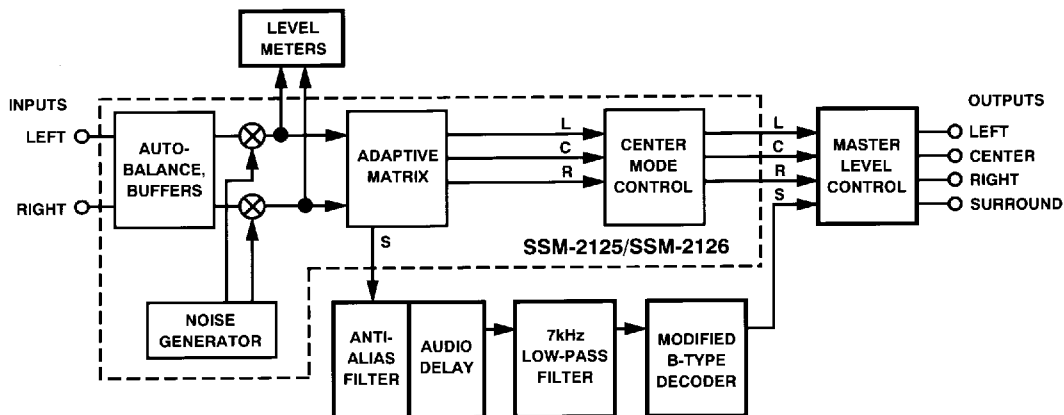 LEVEL
METERS
INPUTS
OUTPUTS
LEFT
RIGHT
AUTO-
BALANCE,
BUFFERS
ADAPTIVE
MATRIX
L
C
R
CENTER
MODE
CONTROL
L
C
R
S
MASTER
LEVEL
CONTROL
LEFT
CENTER
RIGHT
SURROUND
S
SSM-2125/SSM-2126
NOISE
GENERATOR
ANTI-
ALIAS
FILTER
AUDIO
DELAY
7kHz
LOW-PASS
FILTER
MODIFIED
B-TYPE
DECODER